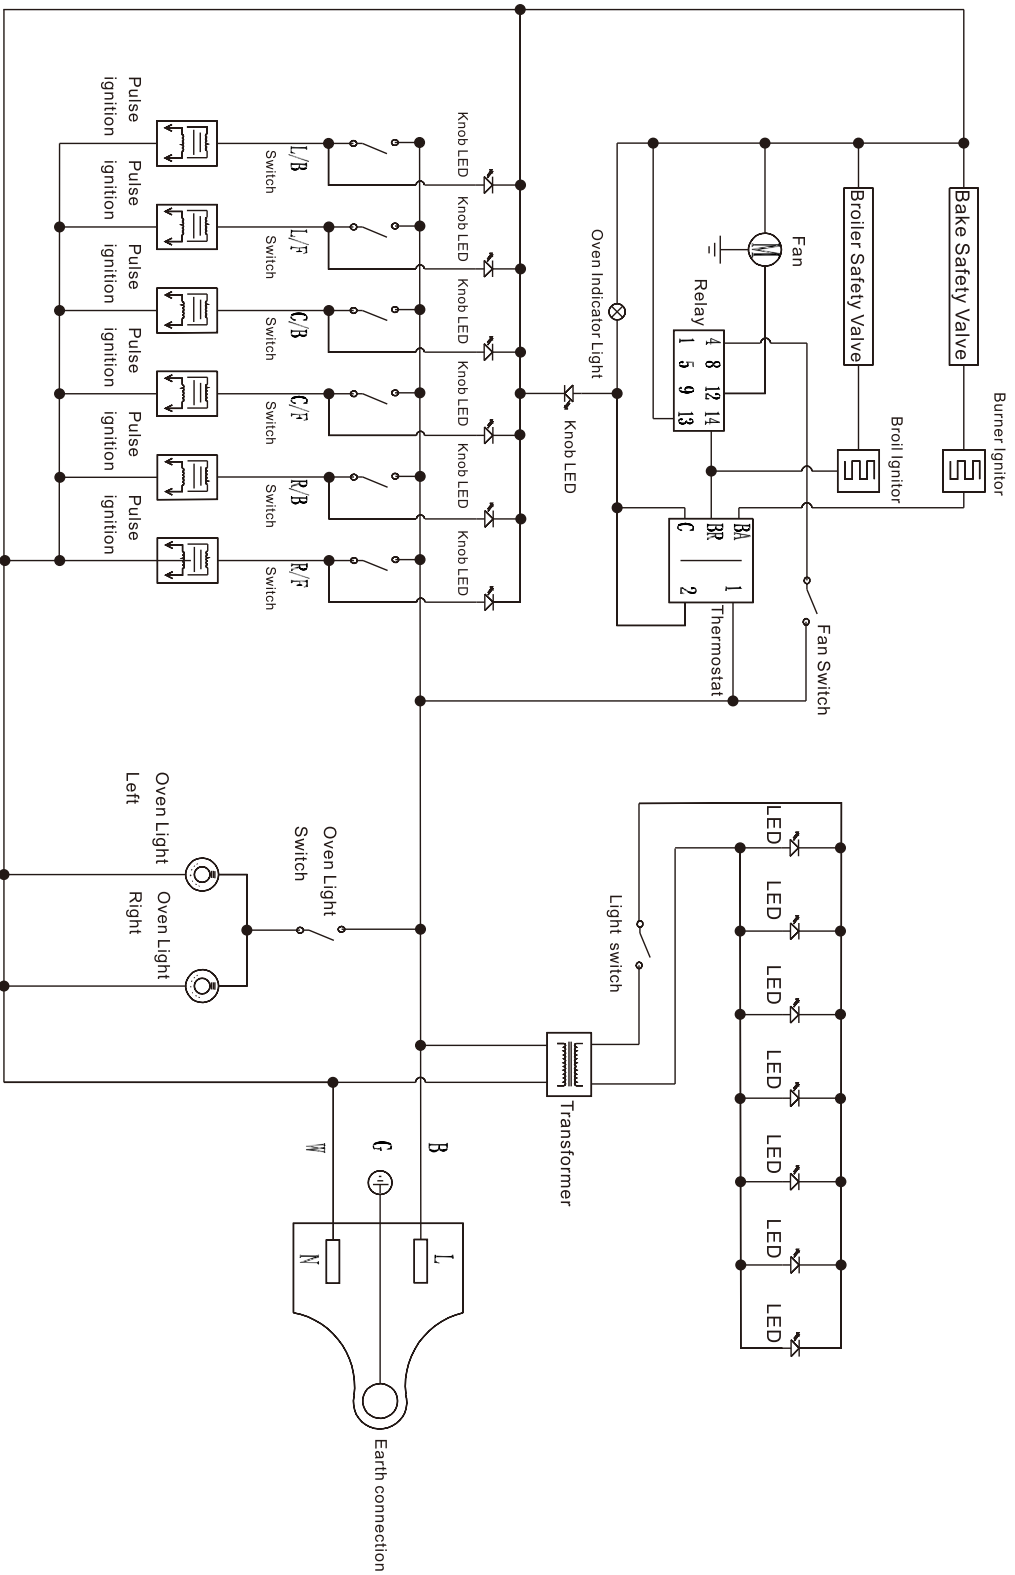 Burner Ignitor
Bake Safety Valve
Broil Ignitor
Broiler Safety Valve
Fan Switch
Fan
LED
LED
LED
LED
LED
LED
LED
Relay
4 8 12 14
1 5 9 13
BA 1
BR
C 2
Thermostat
Light switch
Oven Indicator Light
Knob LED
Transformer
Knob LED
Knob LED
Knob LED
Knob LED
Knob LED
Knob LED
B
L
G
Earth connection
W
N
Oven Light
Switch
L/B
Switch
L/F
Switch
C/B
Switch
C/F
Switch
R/B
Switch
R/F
Switch
Oven Light
Left
Oven Light
Right
Pulse
ignition
Pulse
ignition
Pulse
ignition
Pulse
ignition
Pulse
ignition
Pulse
ignition